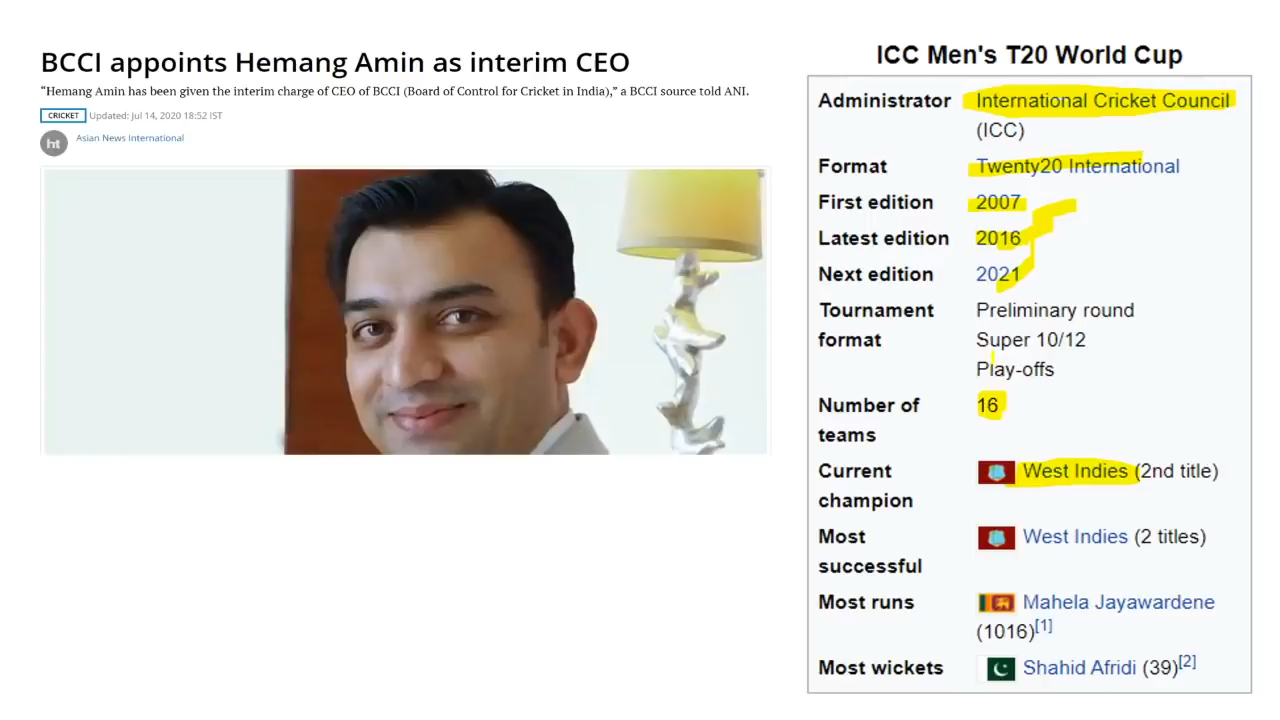 BCCI appoints Hemang Amin as interim CEO
“Hemang Amin has been given the interim charge of CEO of BCCI (Board of Control for Cricket in India),” a BCCI source told ANI.
CRICKET Updated: Jul 14, 2020 18:52 IST
ht Asian News International
ICC Men's T20 World Cup
Administrator International Cricket Council
(ICC)
Format Twenty20 International
First edition 2007
Latest edition 2016
Next edition 2021
Tournament Preliminary round
format Super 10/12
Play-offs
Number of 16
teams
Current West Indies (2nd title)
champion
Most West Indies (2 titles)
successful
Most runs Mahela Jayawardene
(1016)[1]
Most wickets Shahid Afridi (39)[2]